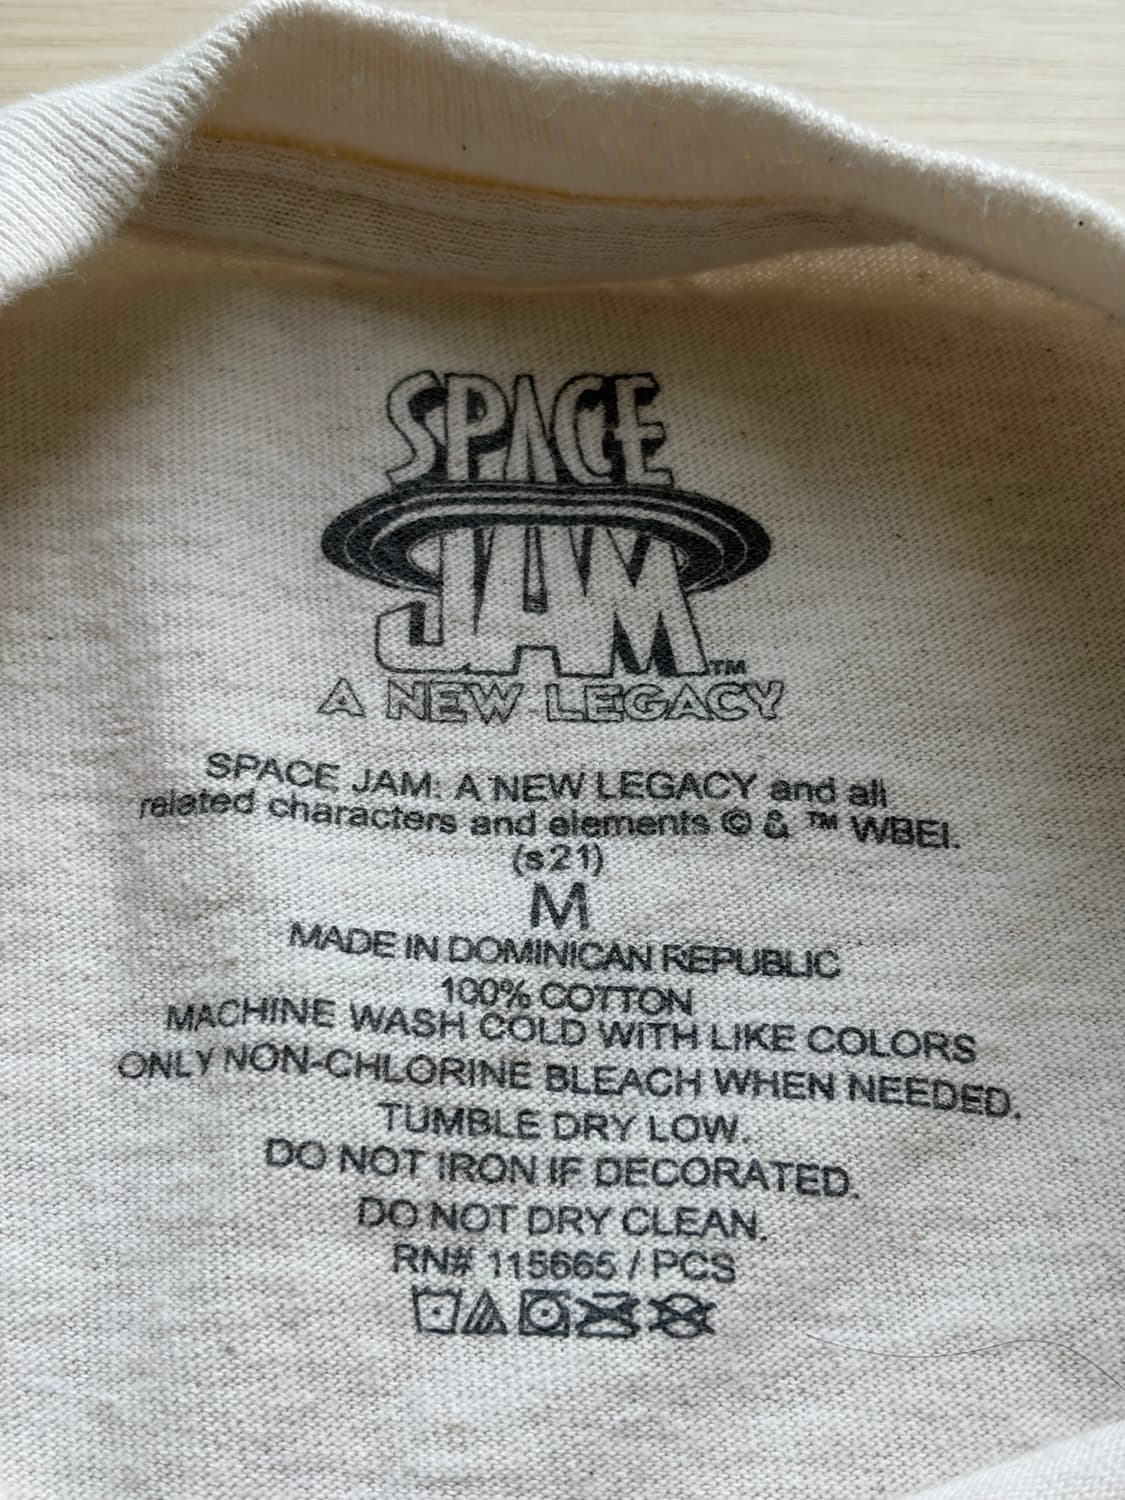 SPACE
JAM™
A NEW LEGACY
SPACE JAM: A NEW LEGACY and all
related characters and elements © & ™ WBEI.
(s21)
M
MADE IN DOMINICAN REPUBLIC
100% COTTON
MACHINE WASH COLD WITH LIKE COLORS
ONLY NON-CHLORINE BLEACH WHEN NEEDED.
TUMBLE DRY LOW.
DO NOT IRON IF DECORATED.
DO NOT DRY CLEAN.
RN# 115665 / PCS